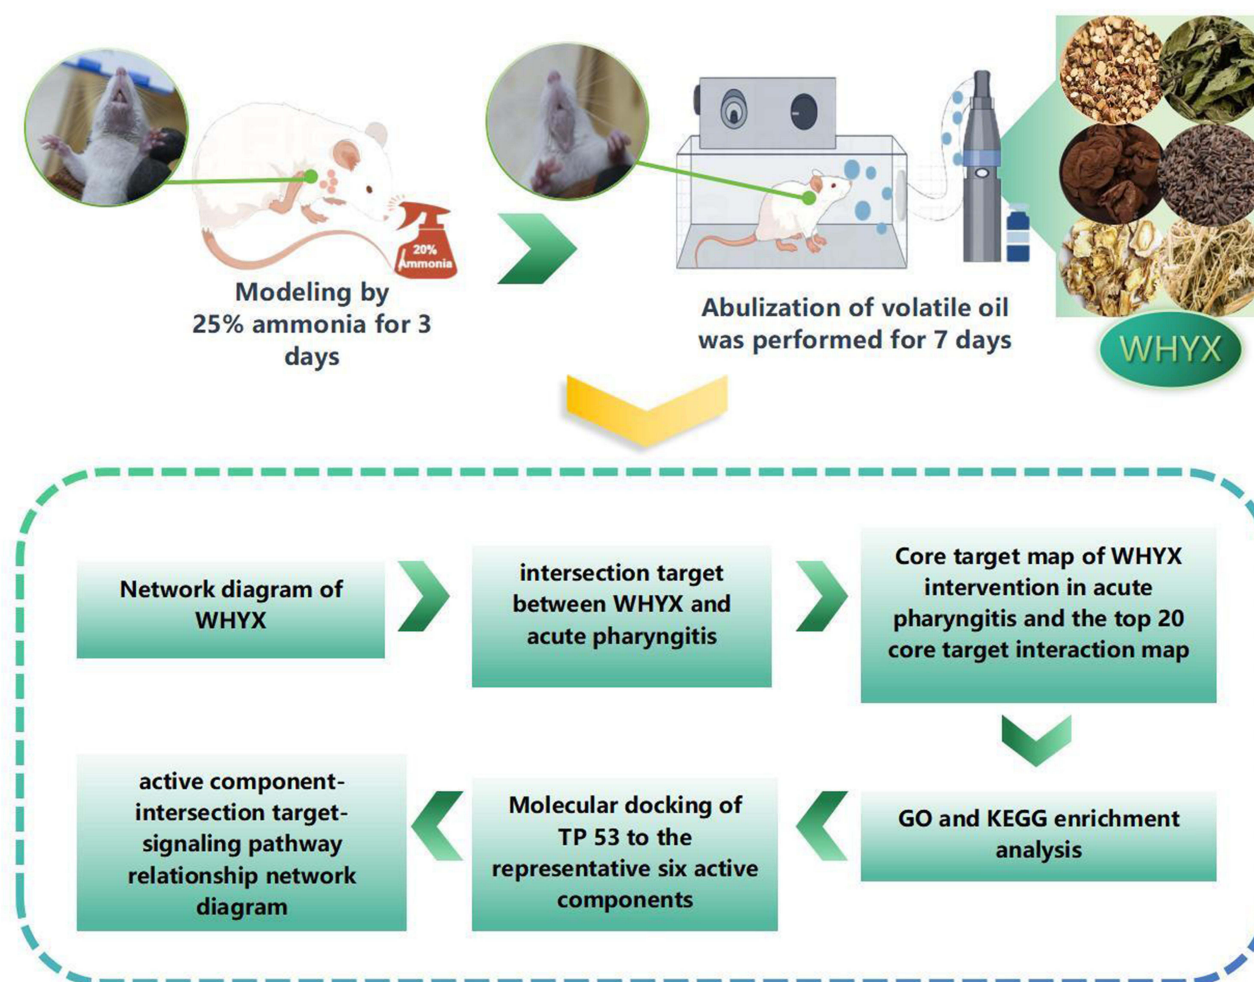 20%
Ammonia
Modeling by
25% ammonia for 3
days
Abulization of volatile oil
was performed for 7 days
WHYX
Network diagram of
WHYX
intersection target
between WHYX and
acute pharyngitis
Core target map of WHYX
intervention in acute
pharyngitis and the top 20
core target interaction map
GO and KEGG enrichment
analysis
Molecular docking of
TP 53 to the
representative six active
components
active component-
intersection target-
signaling pathway
relationship network
diagram